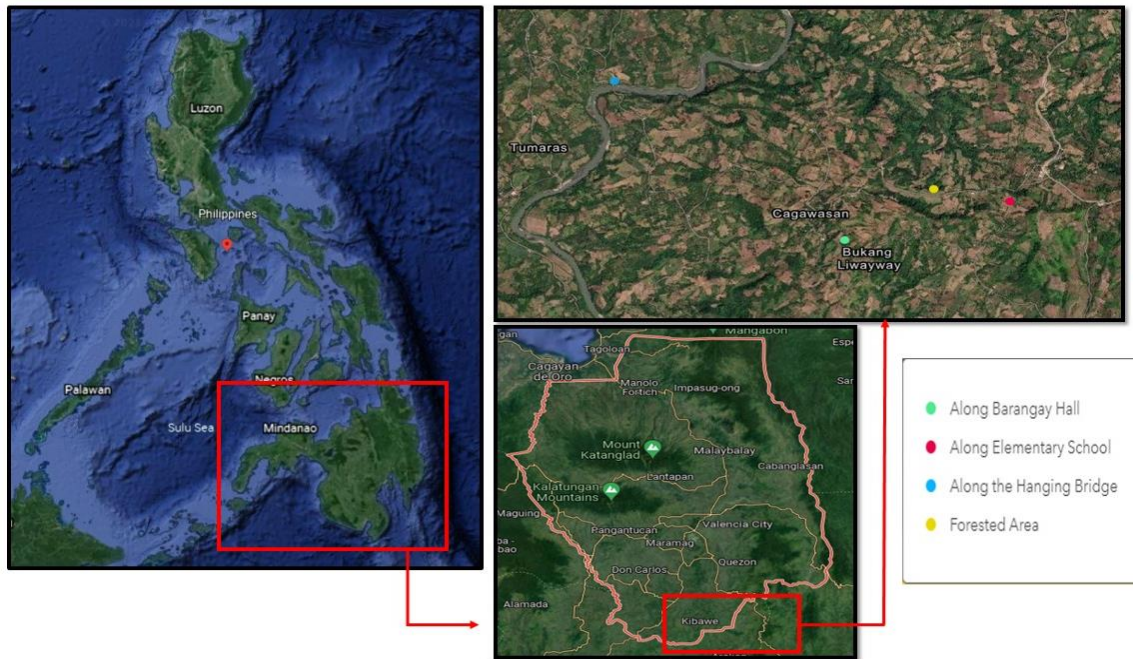 Luzon
Philippines
Panay
Palawan
Negros
Sulu Sea
Mindanao
Tumaras
Cagawasan
Bukang
Liwayway
Mangabon
Tagoloan
Cagayan
de Oro
Manolo
Fortich
Impasug-ong
Mount
Katanglad
Malaybalay
Cabanglasan
Lantapan
Kalatungan
Mountains
Maguing
Valencia City
Pangantucan
Maramag
Don Carlos
Quezon
Alamada
Kibawe
Along Barangay Hall
Along Elementary School
Along the Hanging Bridge
Forested Area